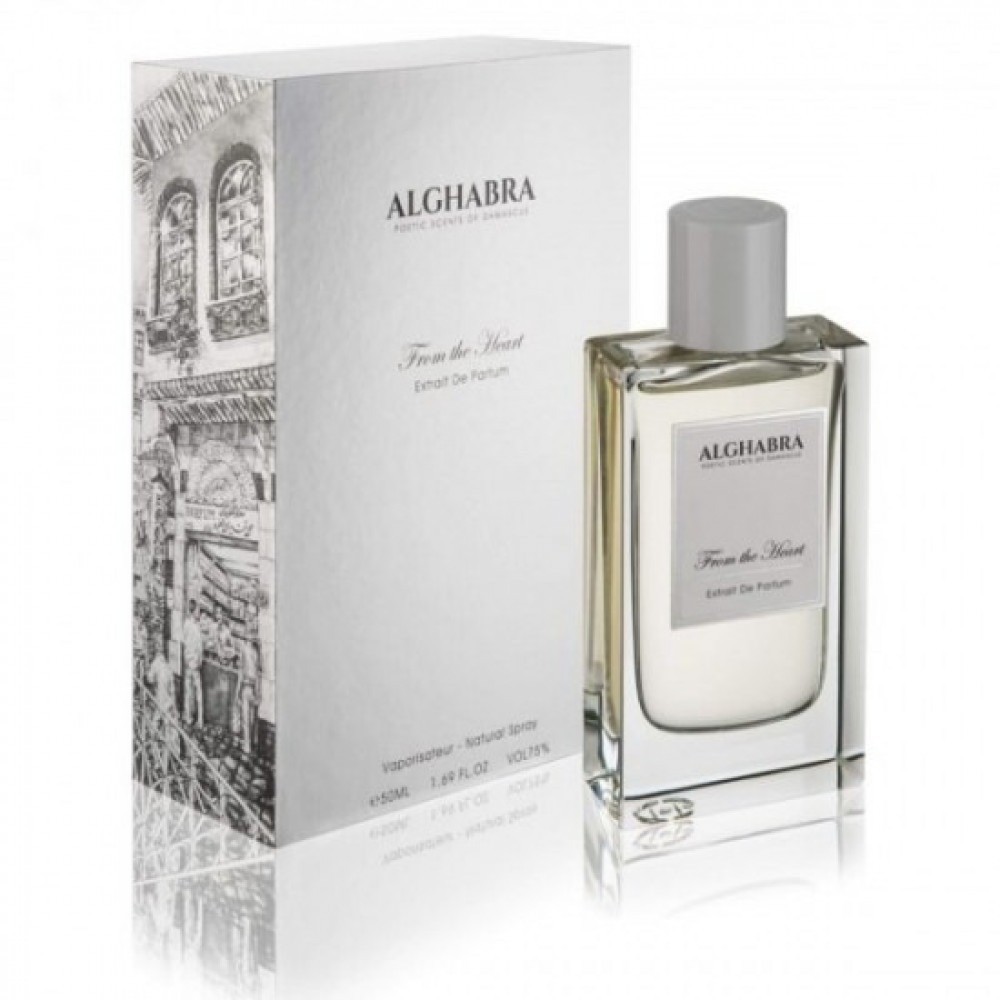 ALGHABRA
POETIC SCENTS OF DAMASCUS
From the Heart
Extrait De Parfum
Vaporisateur - Natural Spray
e50ML 1.69 FL.OZ VOL75%
ALGHABRA
POETIC SCENTS OF DAMASCUS
From the Heart
Extrait De Parfum